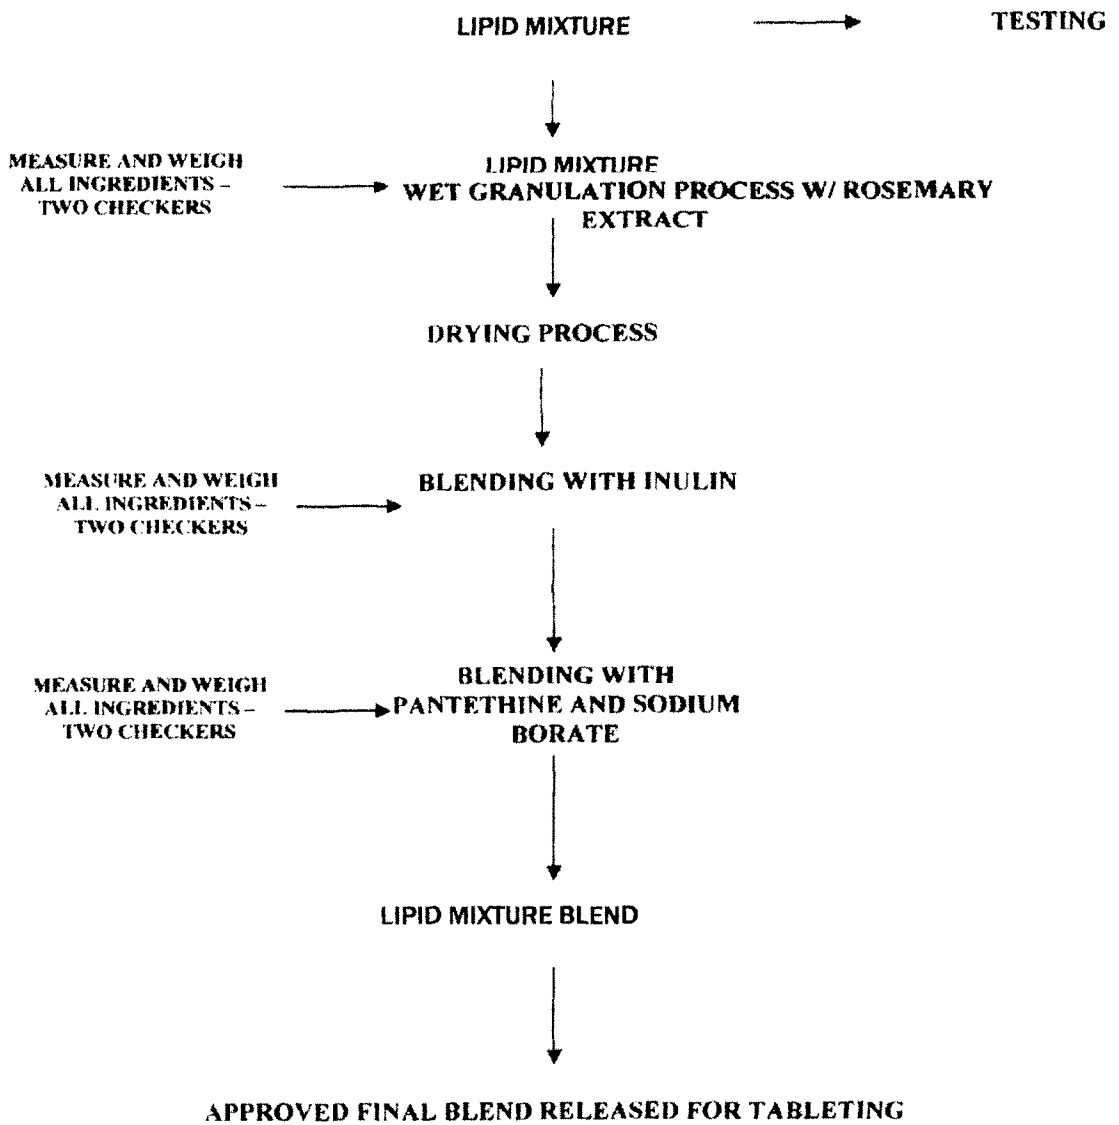 LIPID MIXTURE
TESTING
MEASURE AND WEIGH
ALL INGREDIENTS –
TWO CHECKERS
LIPID MIXTURE
WET GRANULATION PROCESS W/ ROSEMARY
EXTRACT
DRYING PROCESS
MEASURE AND WEIGH
ALL INGREDIENTS –
TWO CHECKERS
BLENDING WITH INULIN
MEASURE AND WEIGH
ALL INGREDIENTS –
TWO CHECKERS
BLENDING WITH
PANTETHINE AND SODIUM
BORATE
LIPID MIXTURE BLEND
APPROVED FINAL BLEND RELEASED FOR TABLETING